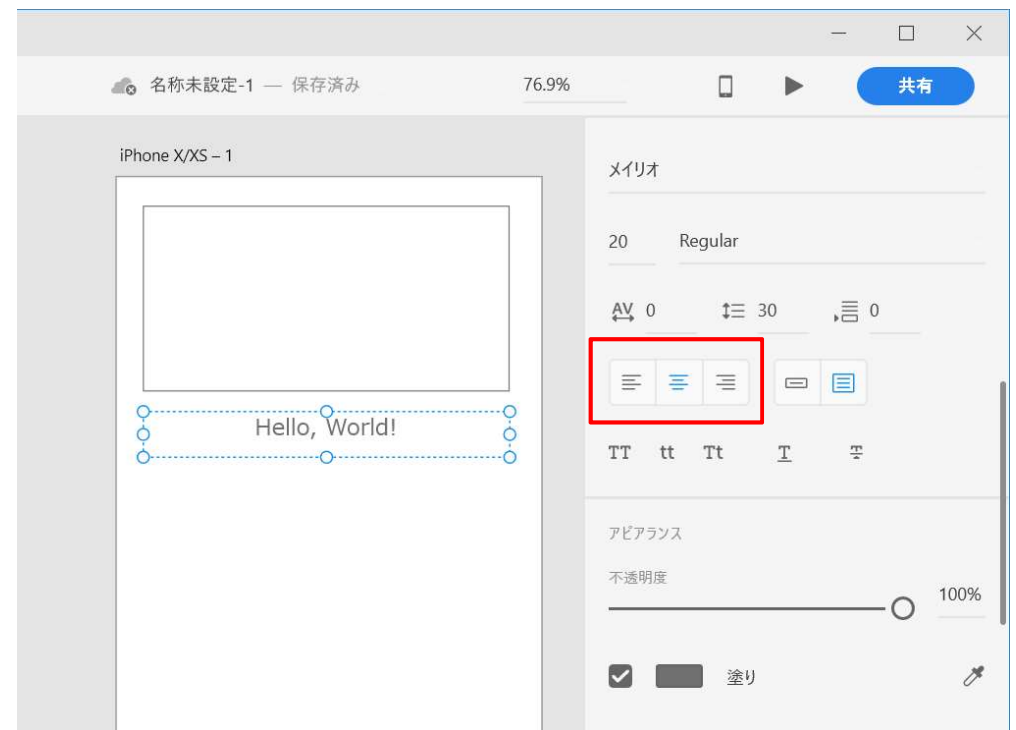 名称未設定-1 — 保存済み 76.9% 共有
iPhone X/XS – 1
Hello, World!
メイリオ
20 Regular
AV 0 30 0
TT tt Tt T T
アピアランス
不透明度
100%
塗り